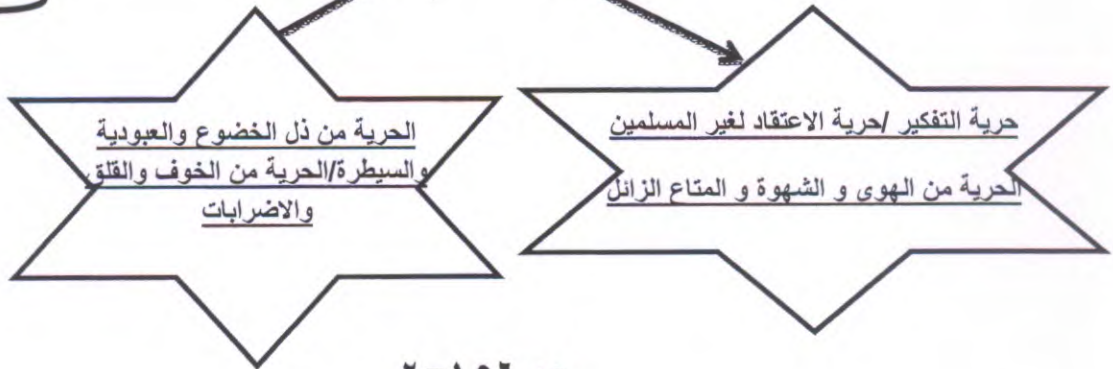 حرية التفكير /حرية الاعتقاد لغير المسلمين
الحرية من الهوى و الشهوة و المتاع الزائل
الحرية من ذل الخضوع والعبودية
والسيطرة/الحرية من الخوف والقلق
والاضرابات